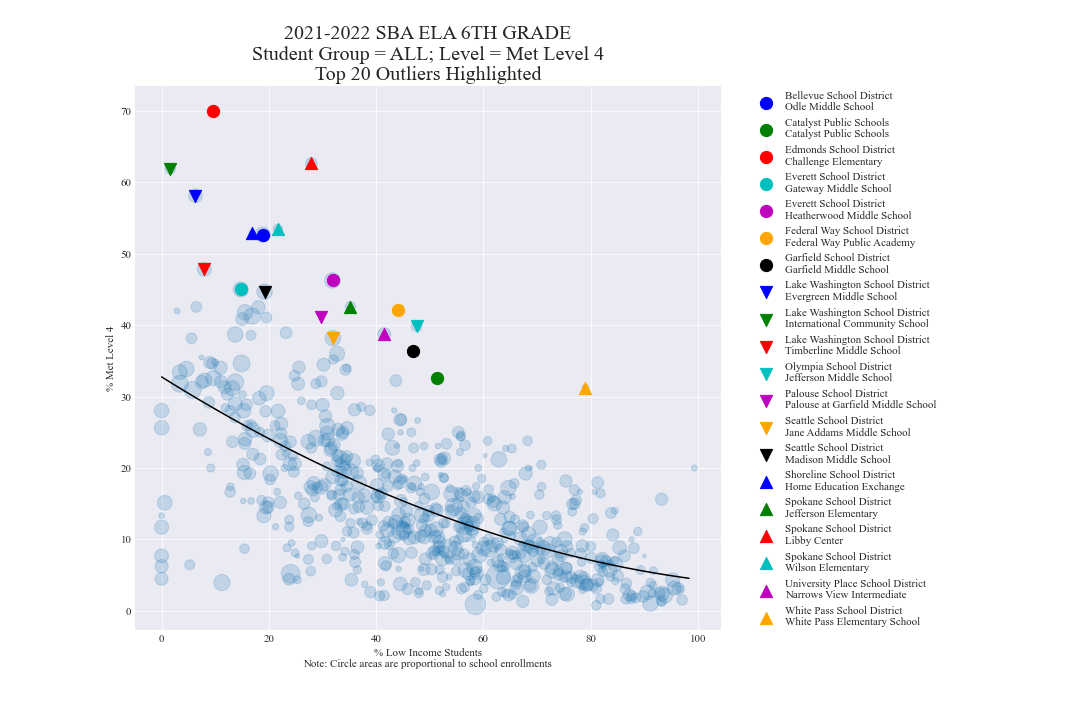 2021-2022 SBA ELA 6TH GRADE
Student Group = ALL; Level = Met Level 4
Top 20 Outliers Highlighted
% Met Level 4
70
60
50
40
30
20
10
0
0 20 40 60 80 100
% Low Income Students
Note: Circle areas are proportional to school enrollments
Bellevue School District
Odle Middle School
Catalyst Public Schools
Catalyst Public Schools
Edmonds School District
Challenge Elementary
Everett School District
Gateway Middle School
Everett School District
Heatherwood Middle School
Federal Way School District
Federal Way Public Academy
Garfield School District
Garfield Middle School
Lake Washington School District
Evergreen Middle School
Lake Washington School District
International Community School
Lake Washington School District
Timberline Middle School
Olympia School District
Jefferson Middle School
Palouse School District
Palouse at Garfield Middle School
Seattle School District
Jane Addams Middle School
Seattle School District
Madison Middle School
Shoreline School District
Home Education Exchange
Spokane School District
Jefferson Elementary
Spokane School District
Libby Center
Spokane School District
Wilson Elementary
University Place School District
Narrows View Intermediate
White Pass School District
White Pass Elementary School